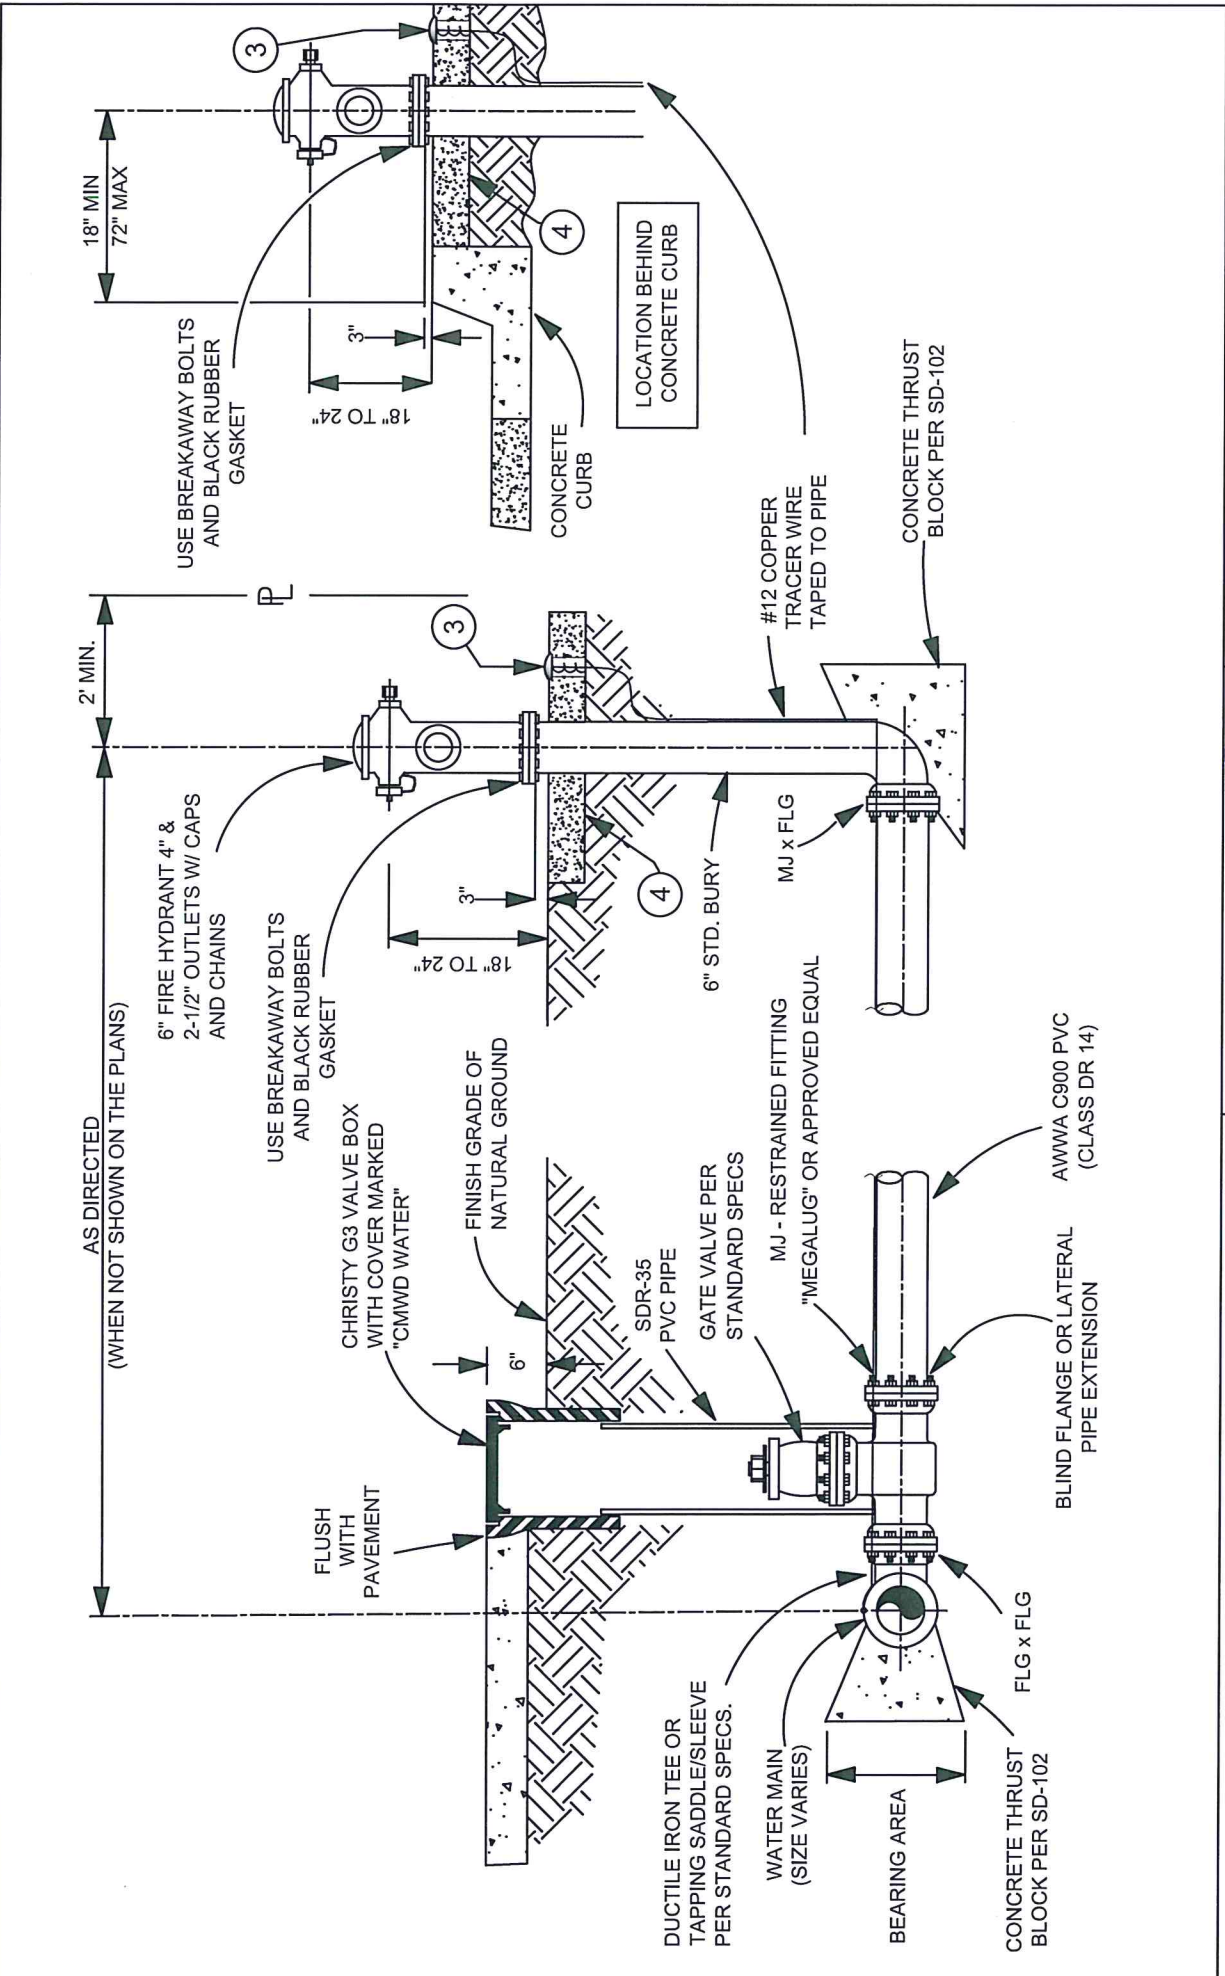 AS DIRECTED
(WHEN NOT SHOWN ON THE PLANS)
2' MIN.
PL
18" MIN
72" MAX
6" FIRE HYDRANT 4" &
2-1/2" OUTLETS W/ CAPS
AND CHAINS
3
3
USE BREAKAWAY BOLTS
AND BLACK RUBBER
GASKET
USE BREAKAWAY BOLTS
AND BLACK RUBBER
GASKET
CHRISTY G3 VALVE BOX
WITH COVER MARKED
"CMWD WATER"
FLUSH
WITH
PAVEMENT
FINISH GRADE OF
NATURAL GROUND
6"
3"
18" TO 24"
3"
18" TO 24"
4
4
CONCRETE
CURB
LOCATION BEHIND
CONCRETE CURB
SDR-35
PVC PIPE
GATE VALVE PER
STANDARD SPECS
MJ - RESTRAINED FITTING
"MEGALUG" OR APPROVED EQUAL
6" STD. BURY
MJ x FLG
#12 COPPER
TRACER WIRE
TAPED TO PIPE
CONCRETE THRUST
BLOCK PER SD-102
DUCTILE IRON TEE OR
TAPPING SADDLE/SLEEVE
PER STANDARD SPECS.
WATER MAIN
(SIZE VARIES)
BEARING AREA
CONCRETE THRUST
BLOCK PER SD-102
FLG x FLG
BLIND FLANGE OR LATERAL
PIPE EXTENSION
AWWA C900 PVC
(CLASS DR 14)